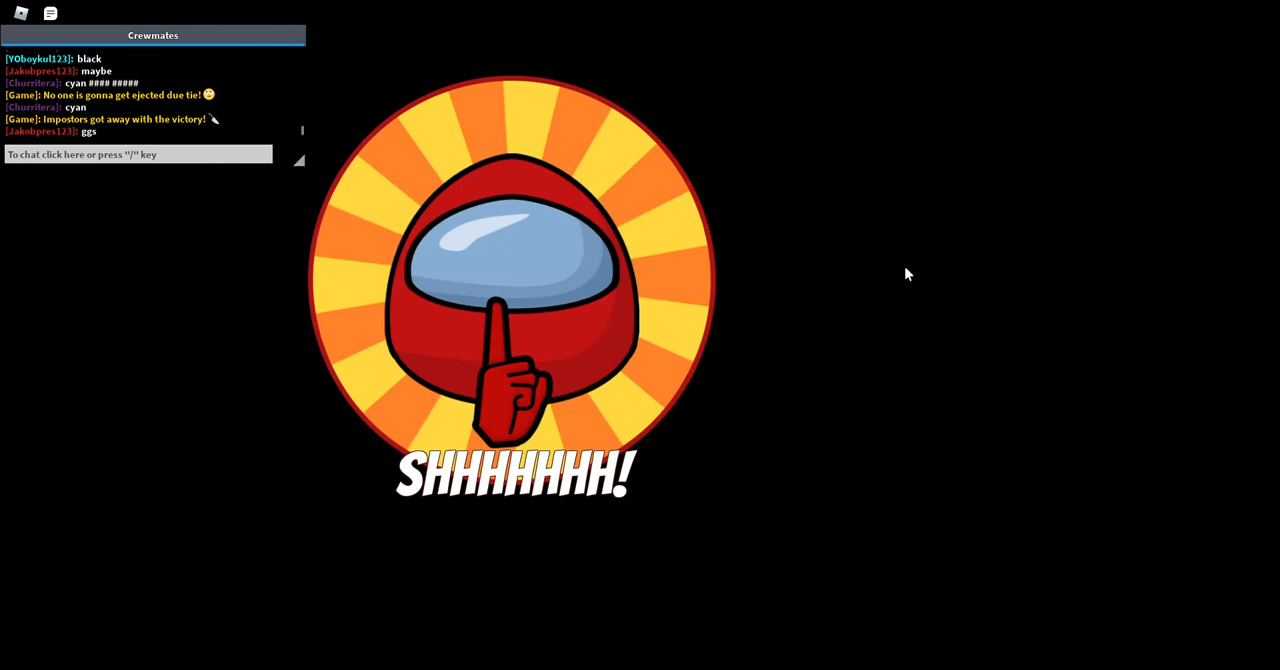 Crewmates
[YOboykul123]: black
[Jakobpres123]: maybe
[Churritera]: cyan #### #####
[Game]: No one is gonna get ejected due tie!
[Churritera]: cyan
[Game]: Impostors got away with the victory!
[Jakobpres123]: ggs
To chat click here or press "/" key
SHHHHHHH!